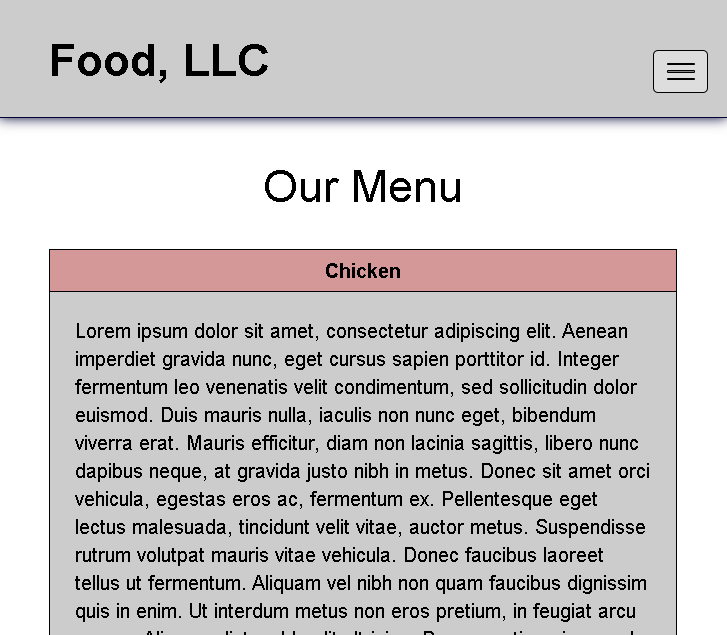 Food, LLC
Our Menu
Chicken
Lorem ipsum dolor sit amet, consectetur adipiscing elit. Aenean
imperdiet gravida nunc, eget cursus sapien porttitor id. Integer
fermentum leo venenatis velit condimentum, sed sollicitudin dolor
euismod. Duis mauris nulla, iaculis non nunc eget, bibendum
viverra erat. Mauris efficitur, diam non lacinia sagittis, libero nunc
dapibus neque, at gravida justo nibh in metus. Donec sit amet orci
vehicula, egestas eros ac, fermentum ex. Pellentesque eget
lectus malesuada, tincidunt velit vitae, auctor metus. Suspendisse
rutrum volutpat mauris vitae vehicula. Donec faucibus laoreet
tellus ut fermentum. Aliquam vel nibh non quam faucibus dignissim
quis in enim. Ut interdum metus non eros pretium, in feugiat arcu